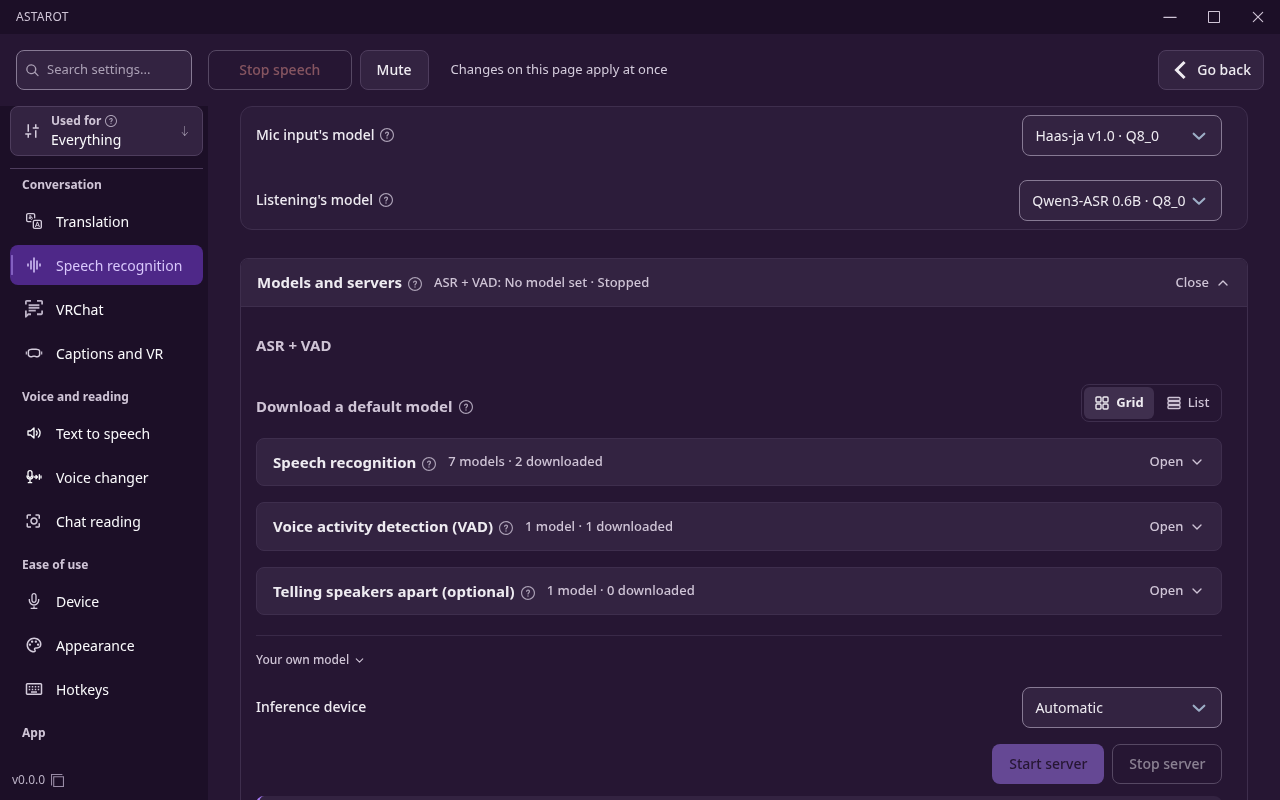 ASTAROT
Search settings...
Stop speech
Mute
Changes on this page apply at once
Go back
Used for
Everything
Conversation
Translation
Speech recognition
VRChat
Captions and VR
Voice and reading
Text to speech
Voice changer
Chat reading
Ease of use
Device
Appearance
Hotkeys
App
v0.0.0
Mic input's model
Haas-ja v1.0 · Q8_0
Listening's model
Qwen3-ASR 0.6B · Q8_0
Models and servers
ASR + VAD: No model set · Stopped
Close
ASR + VAD
Download a default model
Grid
List
Speech recognition
7 models · 2 downloaded
Open
Voice activity detection (VAD)
1 model · 1 downloaded
Open
Telling speakers apart (optional)
1 model · 0 downloaded
Open
Your own model
Inference device
Automatic
Start server
Stop server